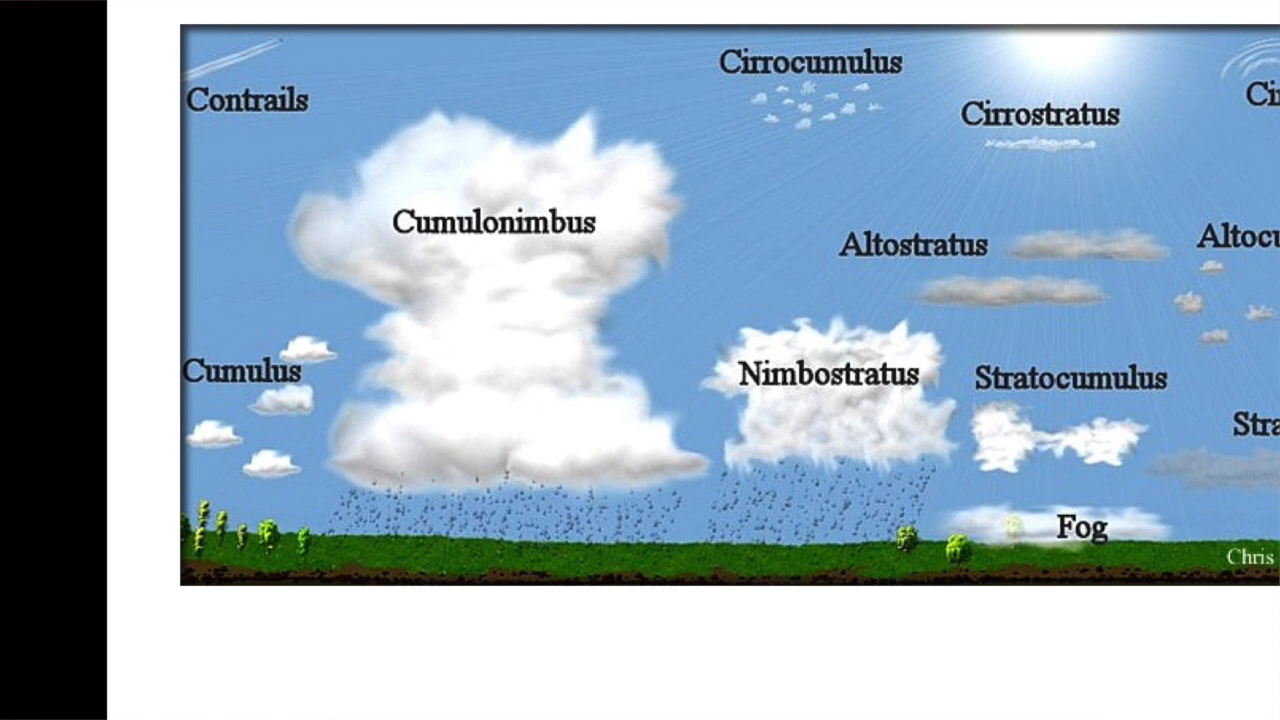 Cirrocumulus
Contrails
Cirrostratus
Cumulonimbus
Altostratus
Cumulus
Nimbostratus
Stratocumulus
Fog
Chris